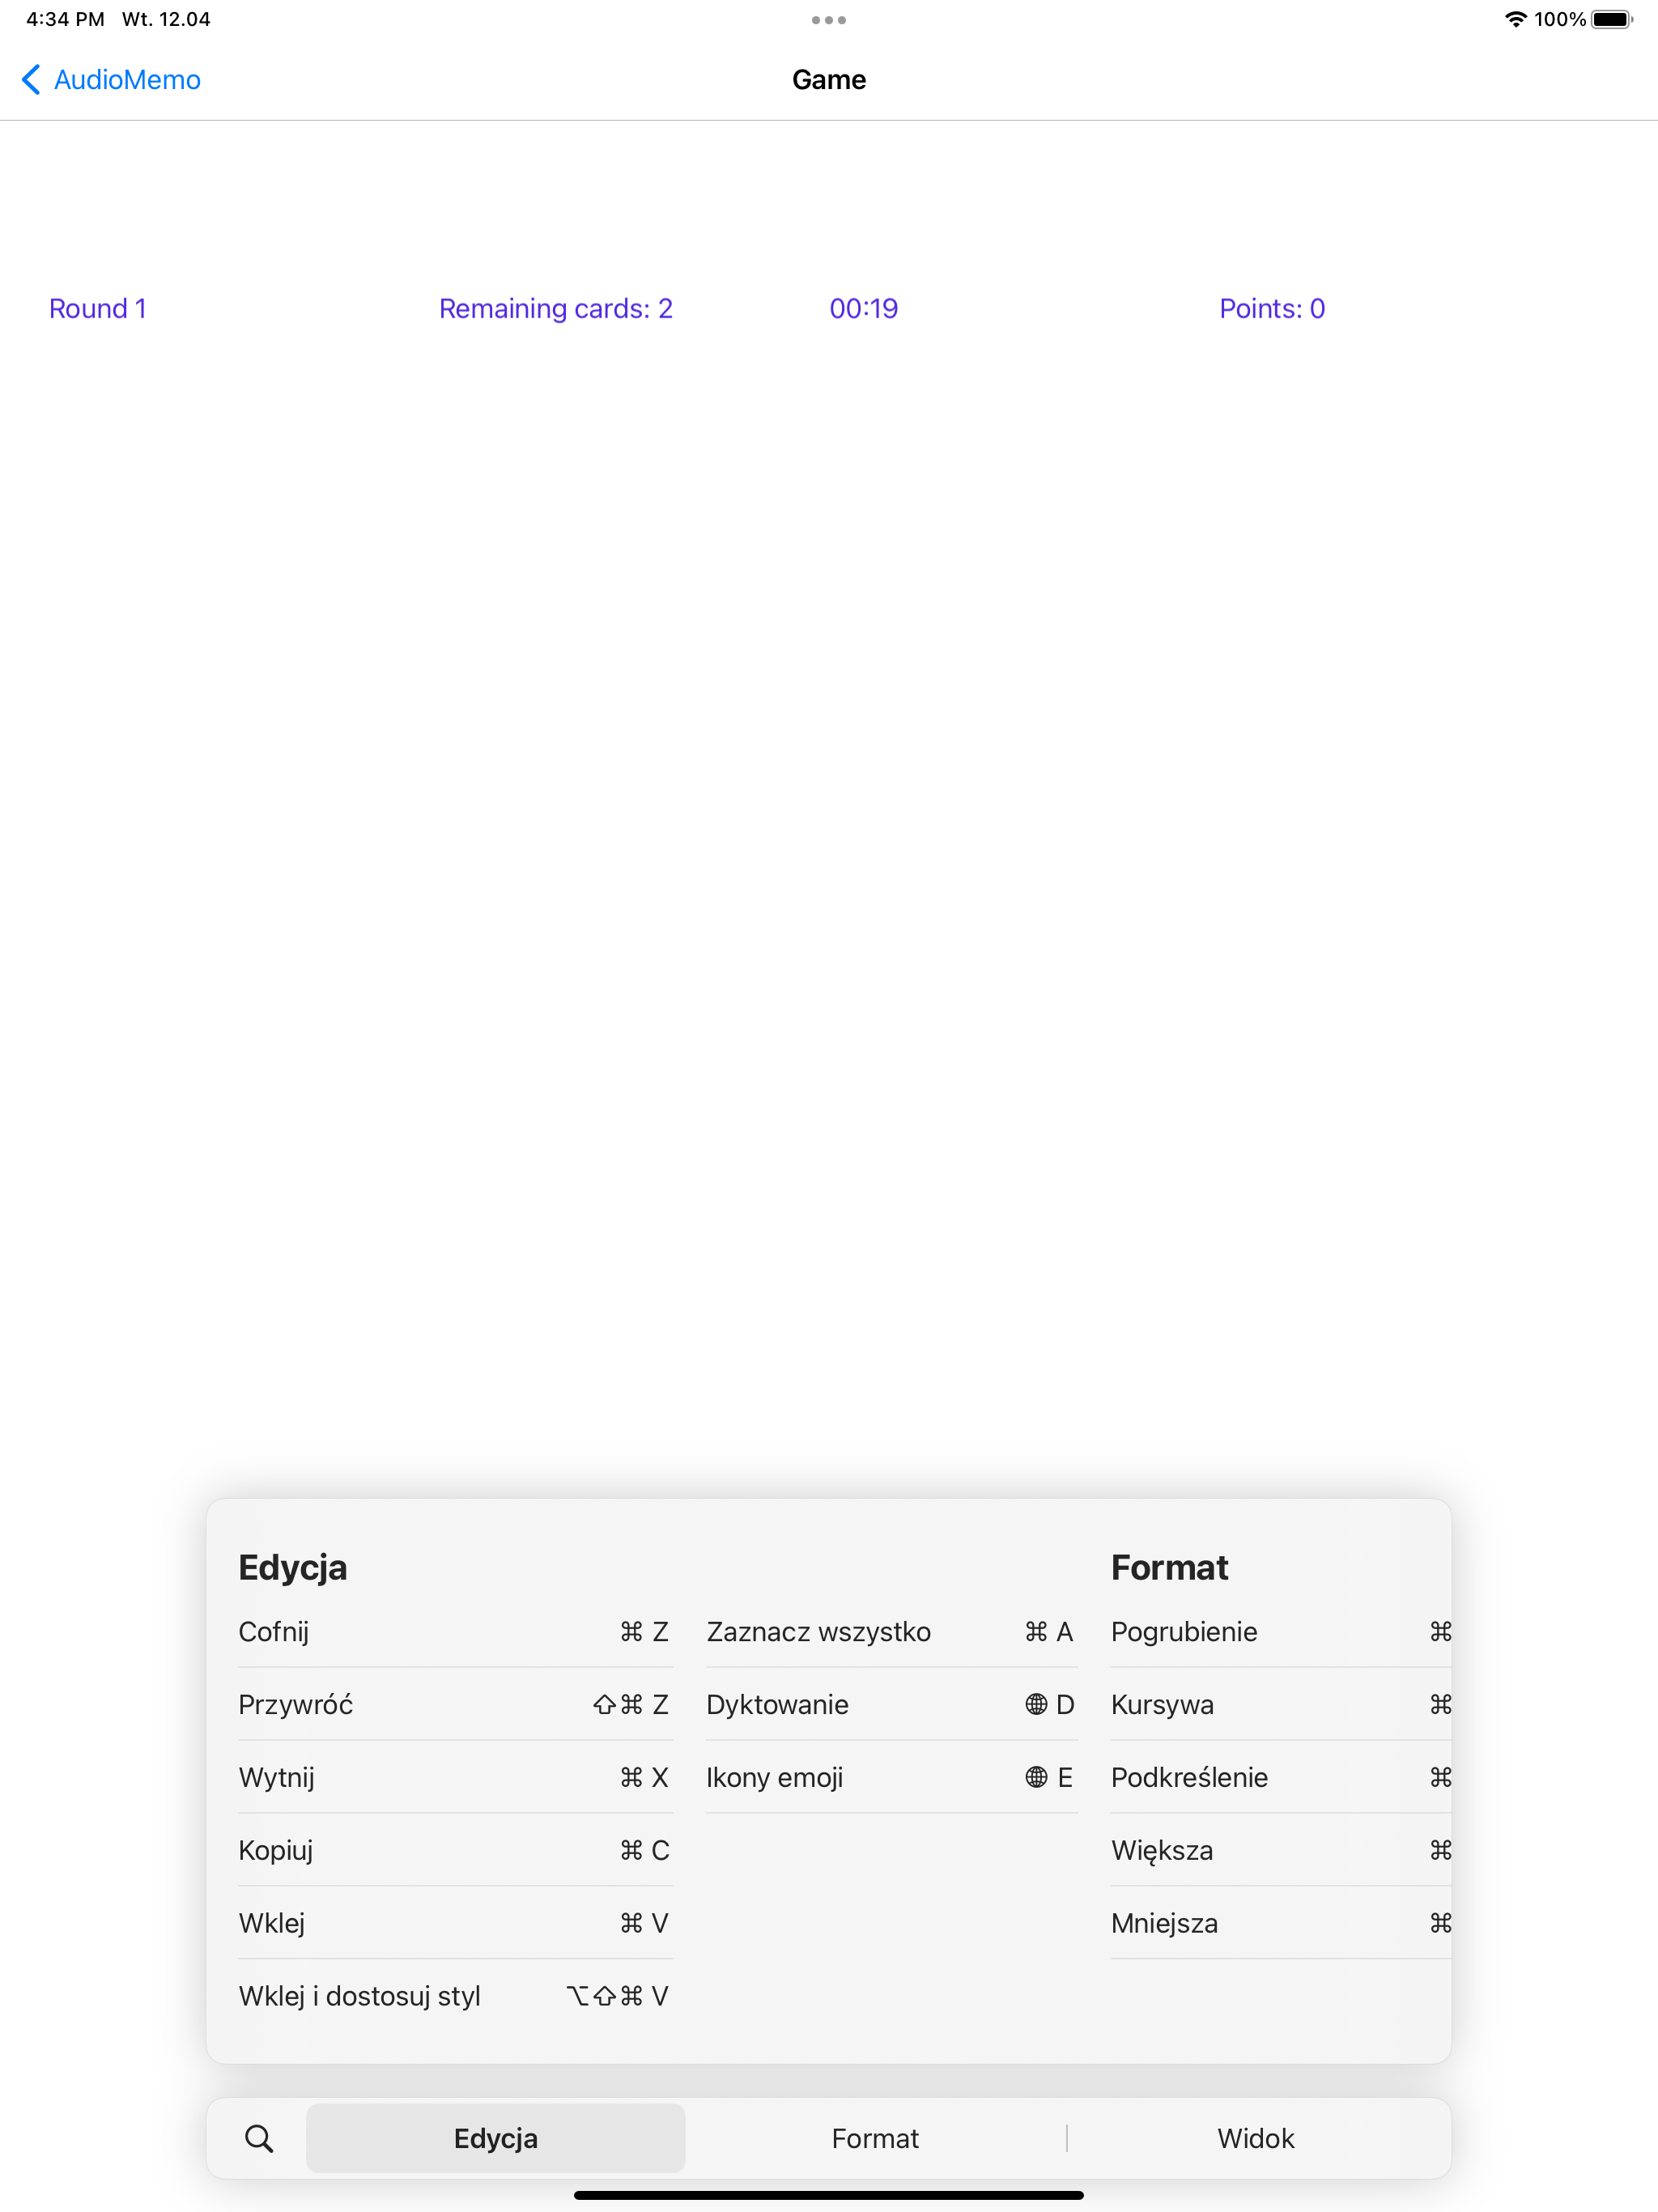 4:34 PM Wt. 12.04 100%
AudioMemo Game
Round 1 Remaining cards: 2 00:19 Points: 0
Edycja Format
Cofnij ⌘ Z Zaznacz wszystko ⌘ A Pogrubienie ⌘
Przywróć ⇧⌘ Z Dyktowanie 🌐 D Kursywa ⌘
Wytnij ⌘ X Ikony emoji 🌐 E Podkreślenie ⌘
Kopiuj ⌘ C Większa ⌘
Wklej ⌘ V Mniejsza ⌘
Wklej i dostosuj styl ⌥⇧⌘ V
Edycja Format Widok